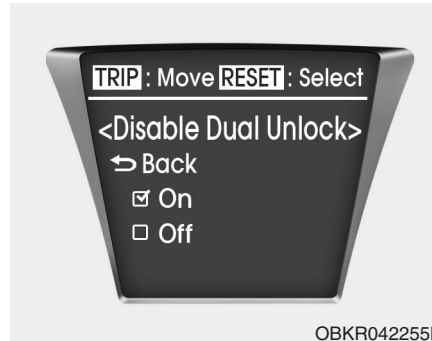 TRIP : Move RESET : Select
<Disable Dual Unlock>
Back
On
Off
OBKR042255